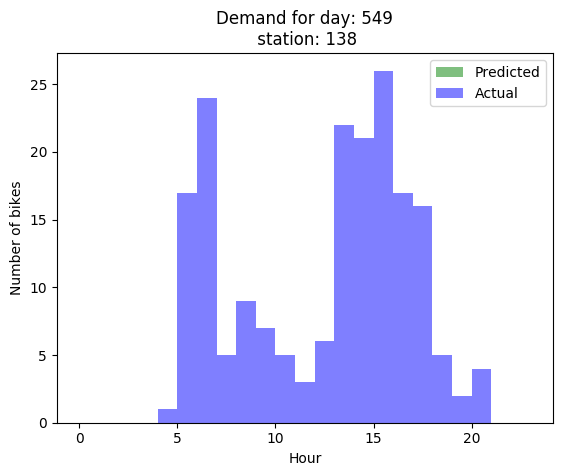 Demand for day: 549
station: 138
Predicted
Actual
Number of bikes
25
20
15
10
5
0
0
5
10
15
20
Hour